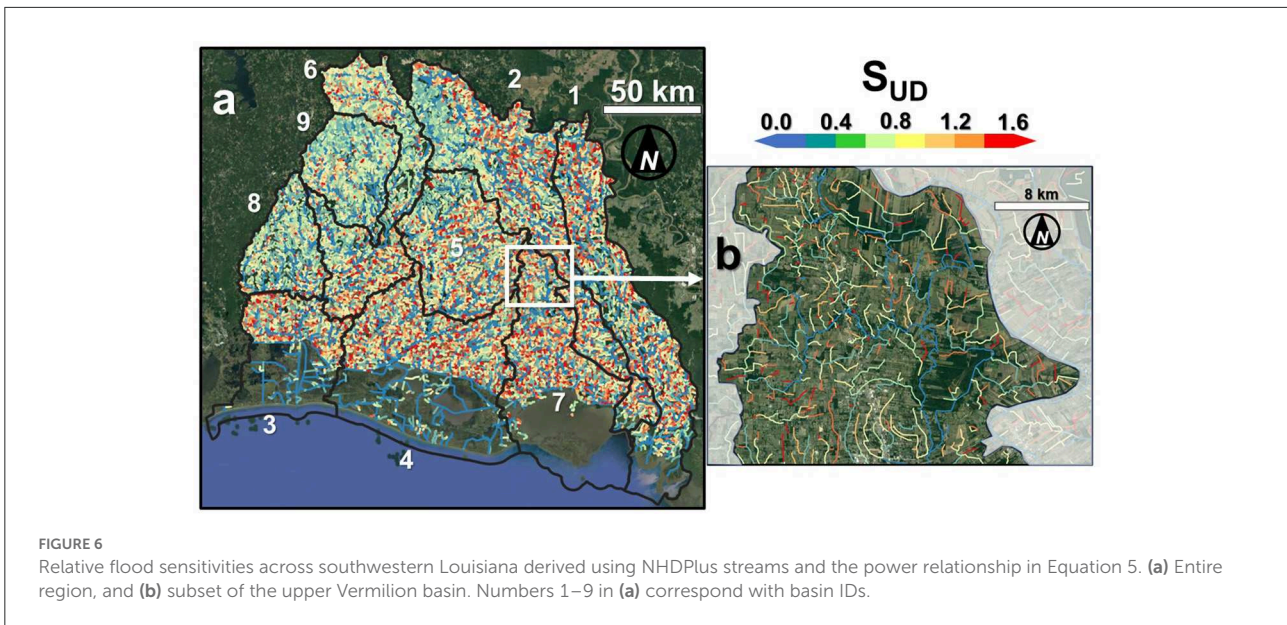 a
6
2
1
50 km
N
9
8
5
3
4
7
SUD
0.0 0.4 0.8 1.2 1.6
b
8 km
N
FIGURE 6
Relative flood sensitivities across southwestern Louisiana derived using NHDPlus streams and the power relationship in Equation 5. (a) Entire
region, and (b) subset of the upper Vermilion basin. Numbers 1–9 in (a) correspond with basin IDs.